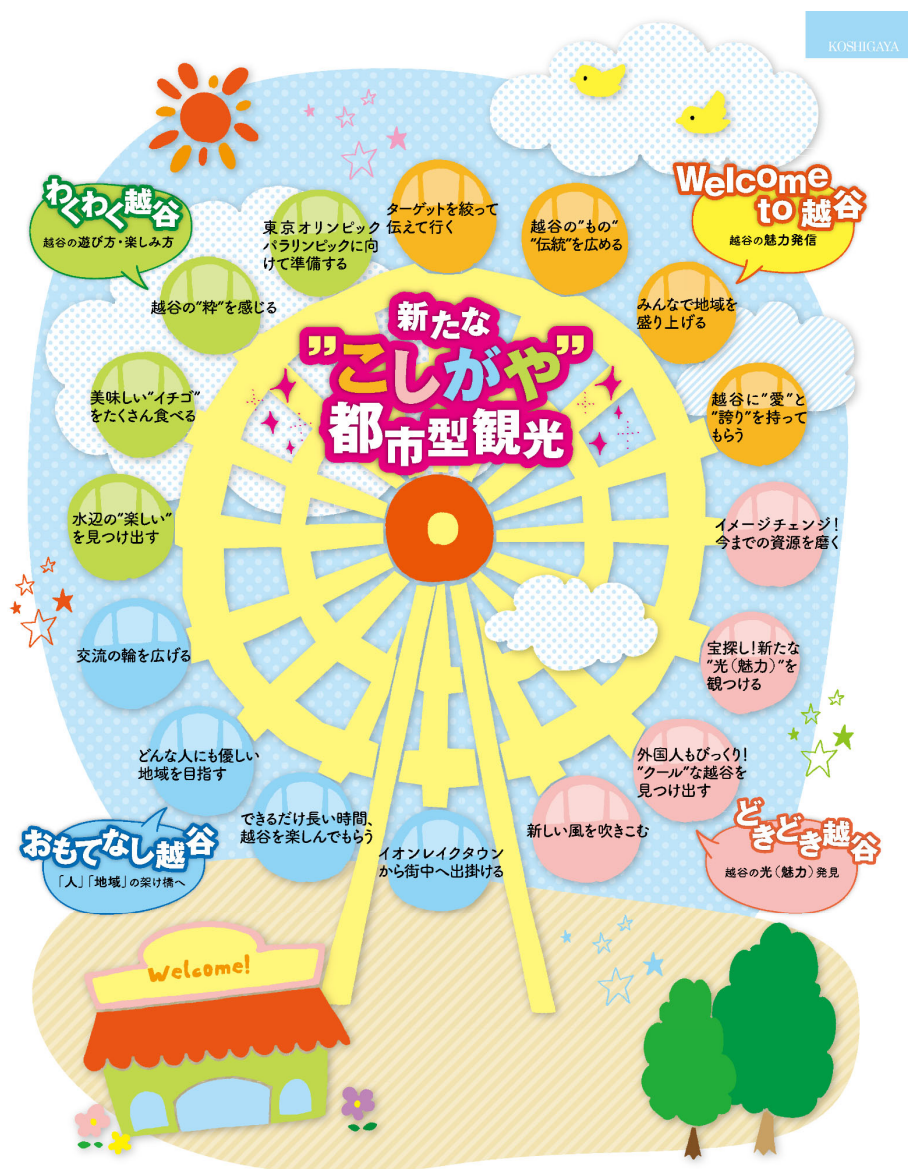 KOSHIGAYA
わくわく越谷
越谷の遊び方・楽しみ方
Welcome
to 越谷
越谷の魅力発信
新たな
"こしがや"
都市型観光
ターゲットを絞って
伝えて行く
越谷の"もの"
"伝統"を広める
みんなで地域を
盛り上げる
越谷に"愛"と
"誇り"を持って
もらう
イメージチェンジ!
今までの資源を磨く
宝探し!新たな
"光(魅力)"を
観つける
外国人もびっくり!
"クール"な越谷を
見つけ出す
新しい風を吹きこむ
どきどき越谷
越谷の光(魅力)発見
イオンレイクタウン
から街中へ出掛ける
できるだけ長い時間、
越谷を楽しんでもらう
どんな人にも優しい
地域を目指す
交流の輪を広げる
おもてなし越谷
「人」「地域」の架け橋へ
水辺の"楽しい"
を見つけ出す
美味しい"イチゴ"
をたくさん食べる
越谷の"粋"を感じる
東京オリンピック
パラリンピックに向
けて準備する
Welcome!